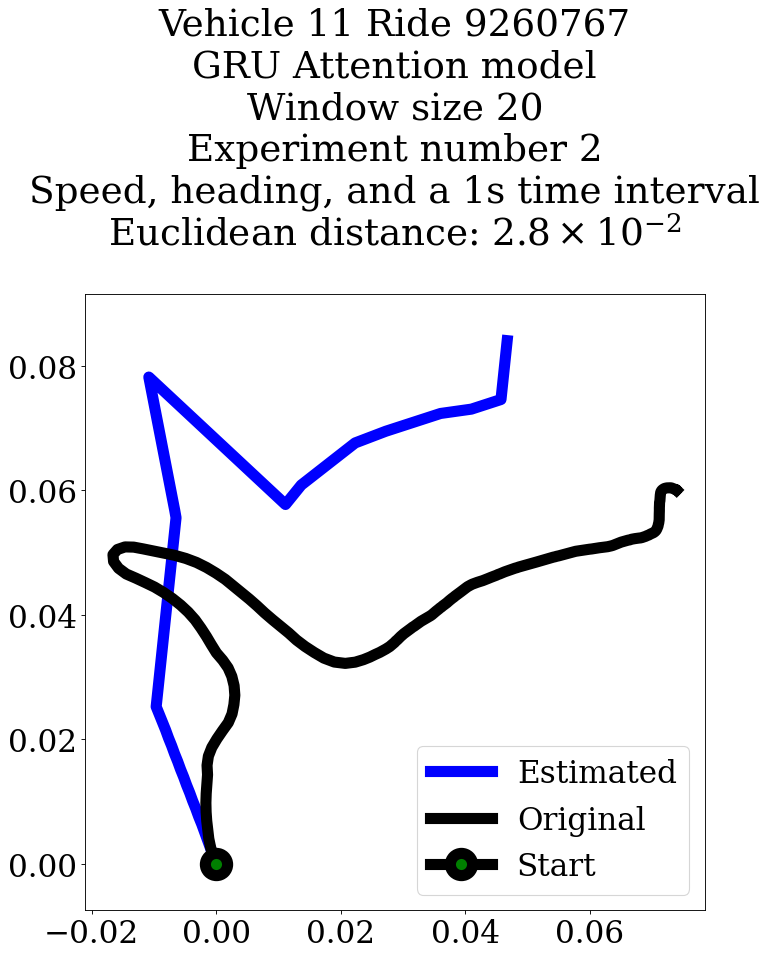 Vehicle 11 Ride 9260767
GRU Attention model
Window size 20
Experiment number 2
Speed, heading, and a 1s time interval
Euclidean distance: 2.8 × 10⁻²
0.08
0.06
0.04
0.02
0.00
Estimated
Original
Start
−0.02 0.00 0.02 0.04 0.06